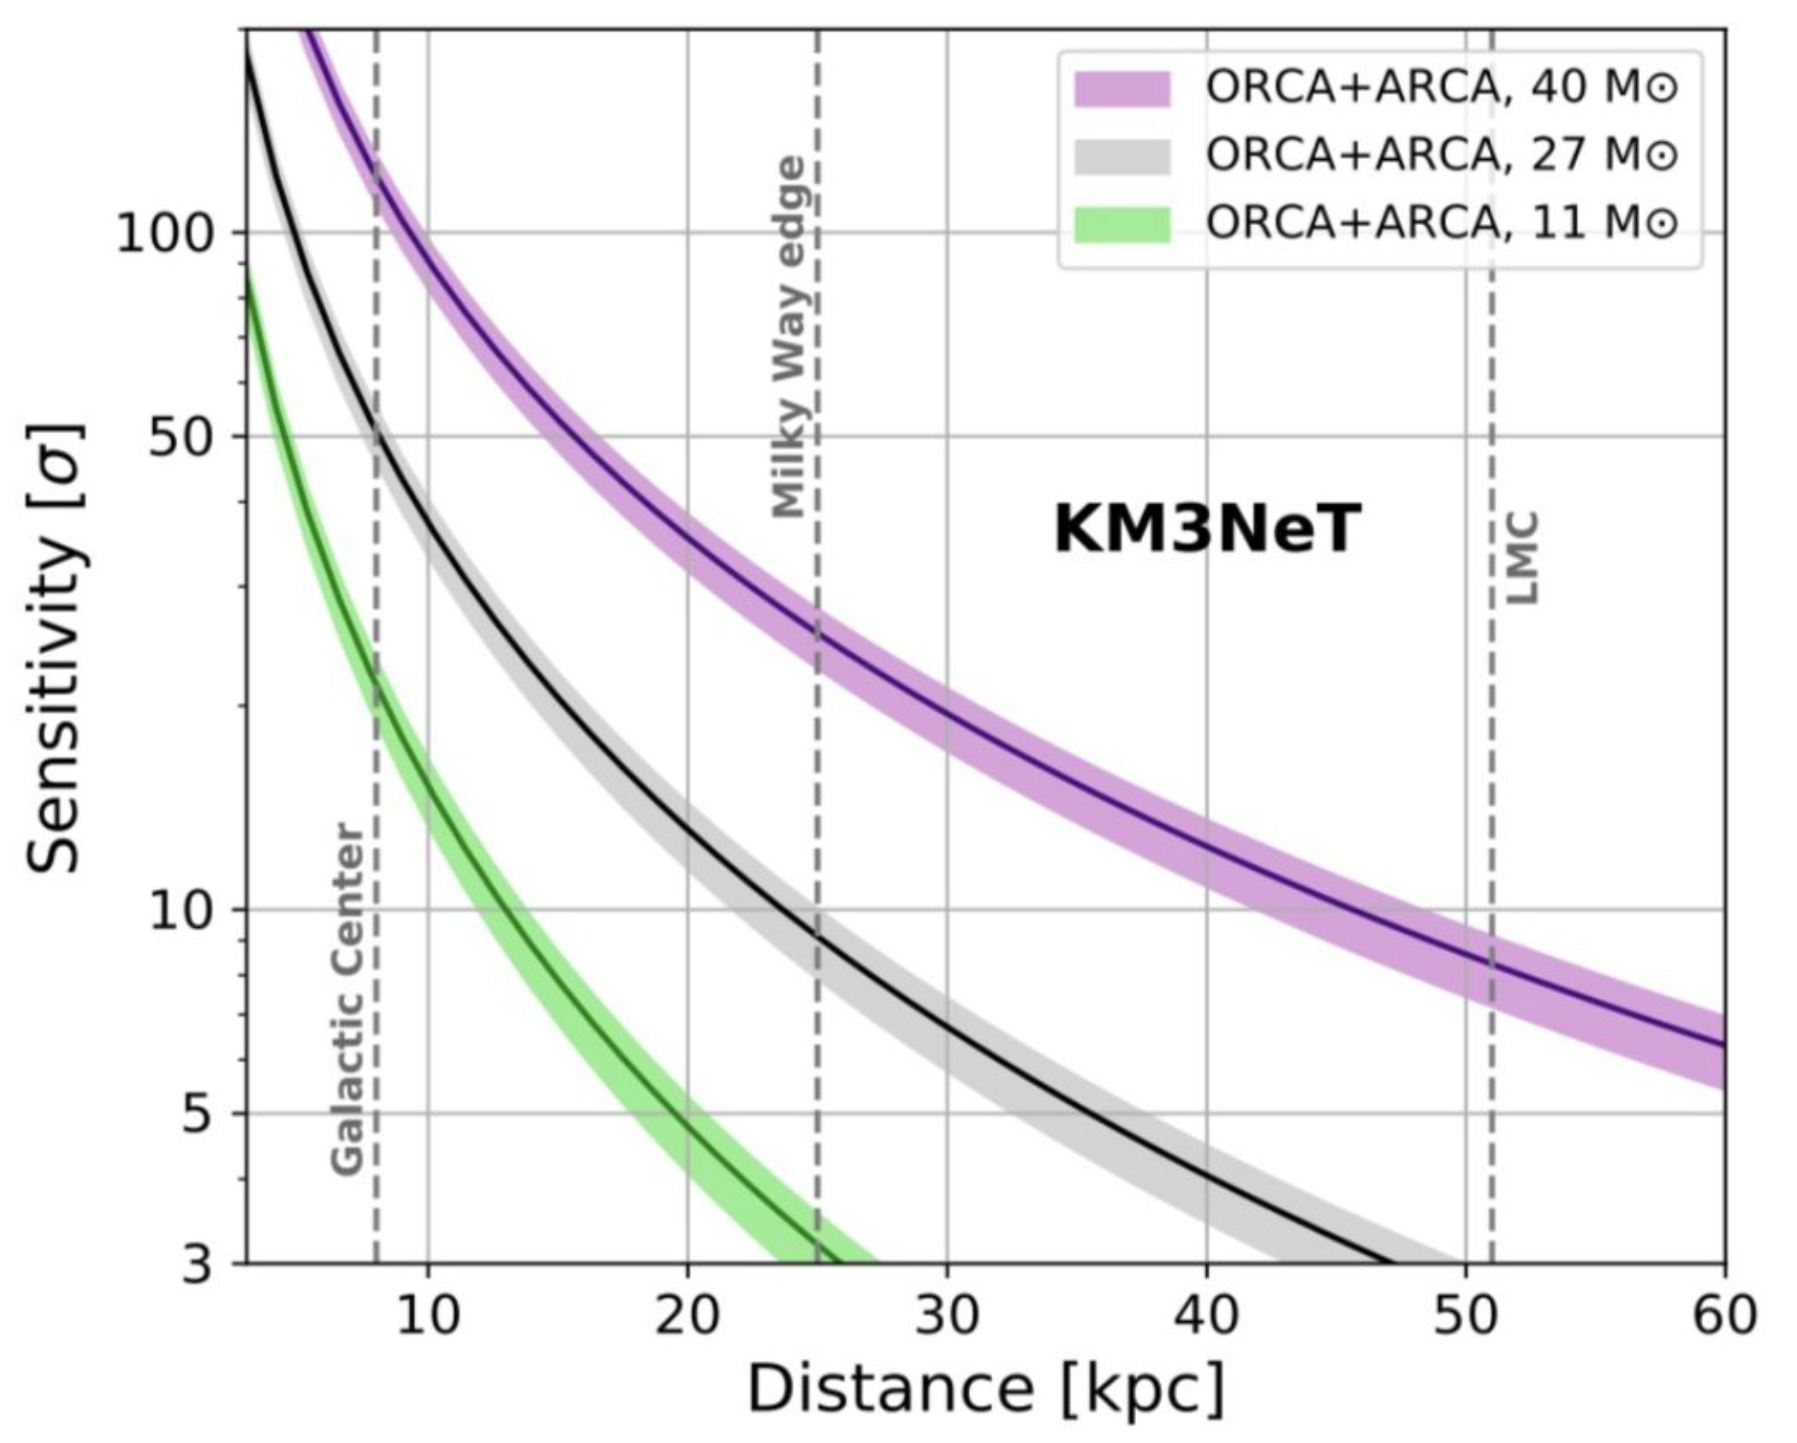 ORCA+ARCA, 40 M⊙
ORCA+ARCA, 27 M⊙
ORCA+ARCA, 11 M⊙
100
50
10
5
3
Sensitivity [σ]
Galactic Center
Milky Way edge
KM3NeT
LMC
10 20 30 40 50 60
Distance [kpc]